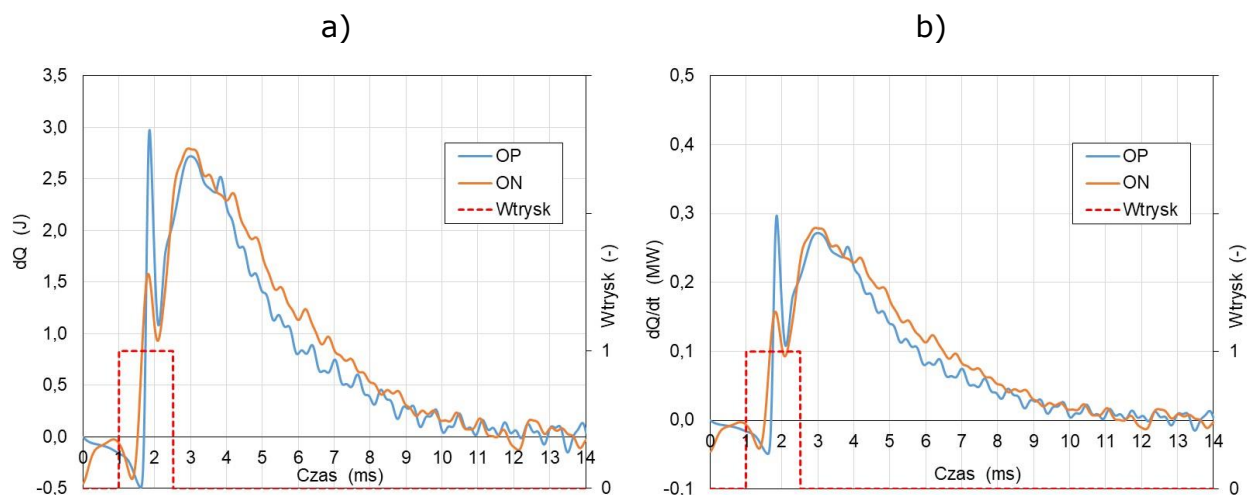 a)
3,5
3,0
2,5
2,0
1,5
1,0
0,5
0,0
-0,5
dQ (J)
OP
ON
Wtrysk
1
0
Wtrysk (-)
0 1 2 3 4 5 6 7 8 9 10 11 12 13 14
Czas (ms)
b)
0,5
0,4
0,3
0,2
0,1
0,0
-0,1
dQ/dt (MW)
OP
ON
Wtrysk
1
0
Wtrysk (-)
0 1 2 3 4 5 6 7 8 9 10 11 12 13 14
Czas (ms)